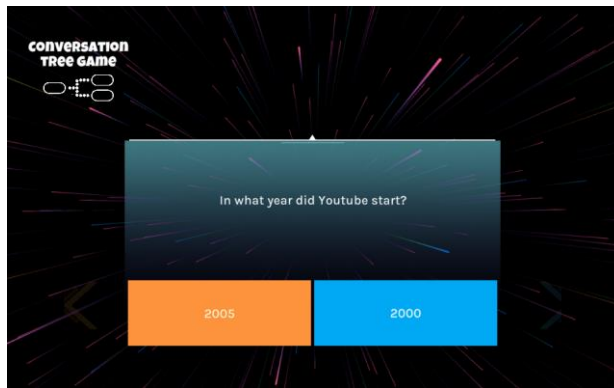 CONVERSATION
TREE GAME
In what year did Youtube start?
2005
2000